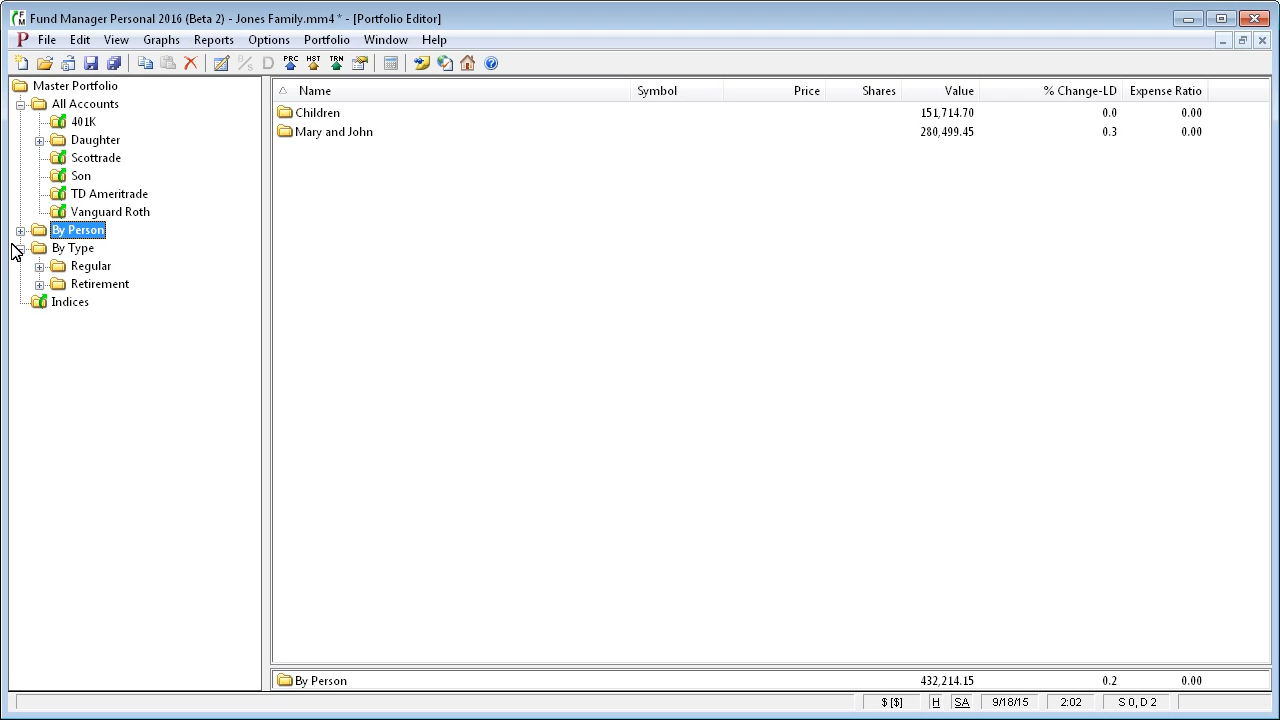 Fund Manager Personal 2016 (Beta 2) - Jones Family.mm4 * - [Portfolio Editor]
File Edit View Graphs Reports Options Portfolio Window Help
B/S D PRC HST TRN
Master Portfolio
All Accounts
401K
Daughter
Scottrade
Son
TD Ameritrade
Vanguard Roth
By Person
By Type
Regular
Retirement
Indices
Name Symbol Price Shares Value % Change-LD Expense Ratio
Children 151,714.70 0.0 0.00
Mary and John 280,499.45 0.3 0.00
By Person 432,214.15 0.2 0.00
$ [$] H SA 9/18/15 2:02 S 0, D 2